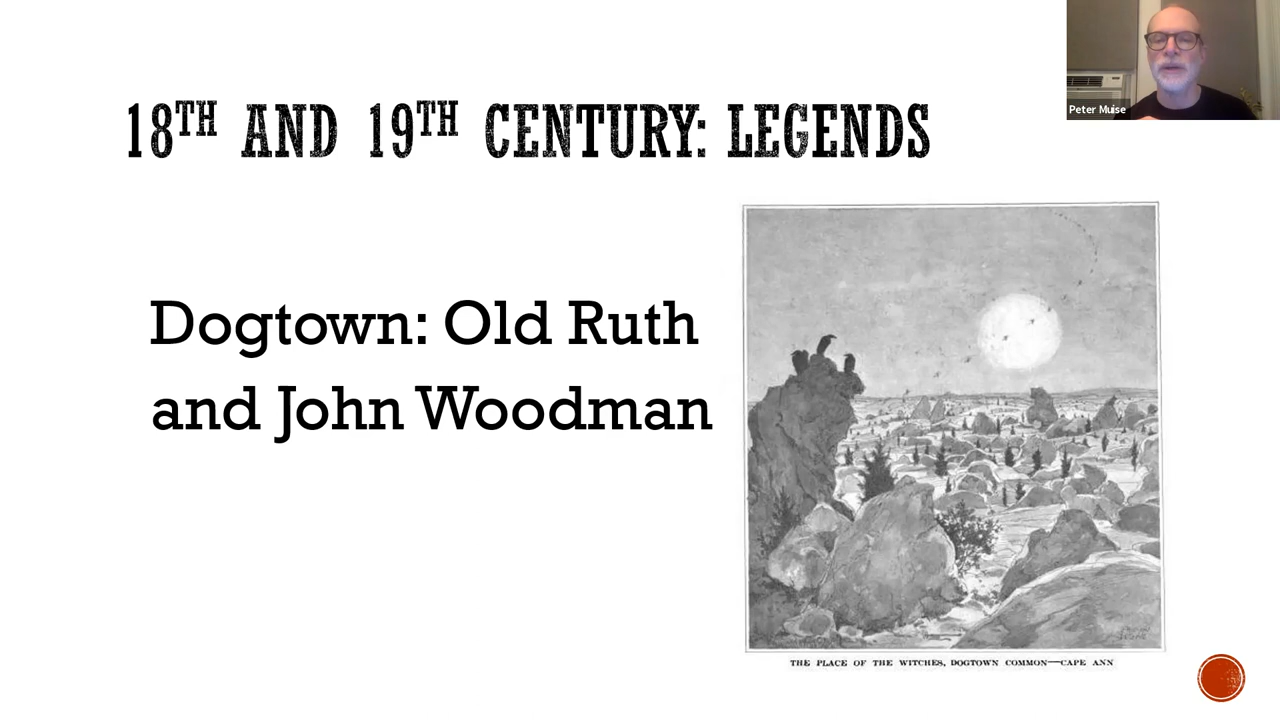 Peter Muise
18TH AND 19TH CENTURY: LEGENDS
Dogtown: Old Ruth
and John Woodman
THE PLACE OF THE WITCHES, DOGTOWN COMMON—CAPE ANN